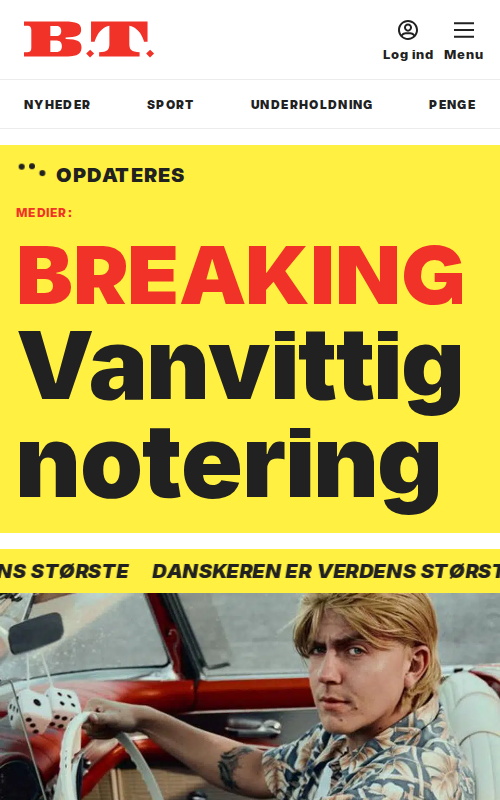 B.T.
Log ind
Menu
NYHEDER
SPORT
UNDERHOLDNING
PENGE
OPDATERES
MEDIER:
BREAKING
Vanvittig
notering
NS STØRSTE DANSKEREN ER VERDENS STØRST